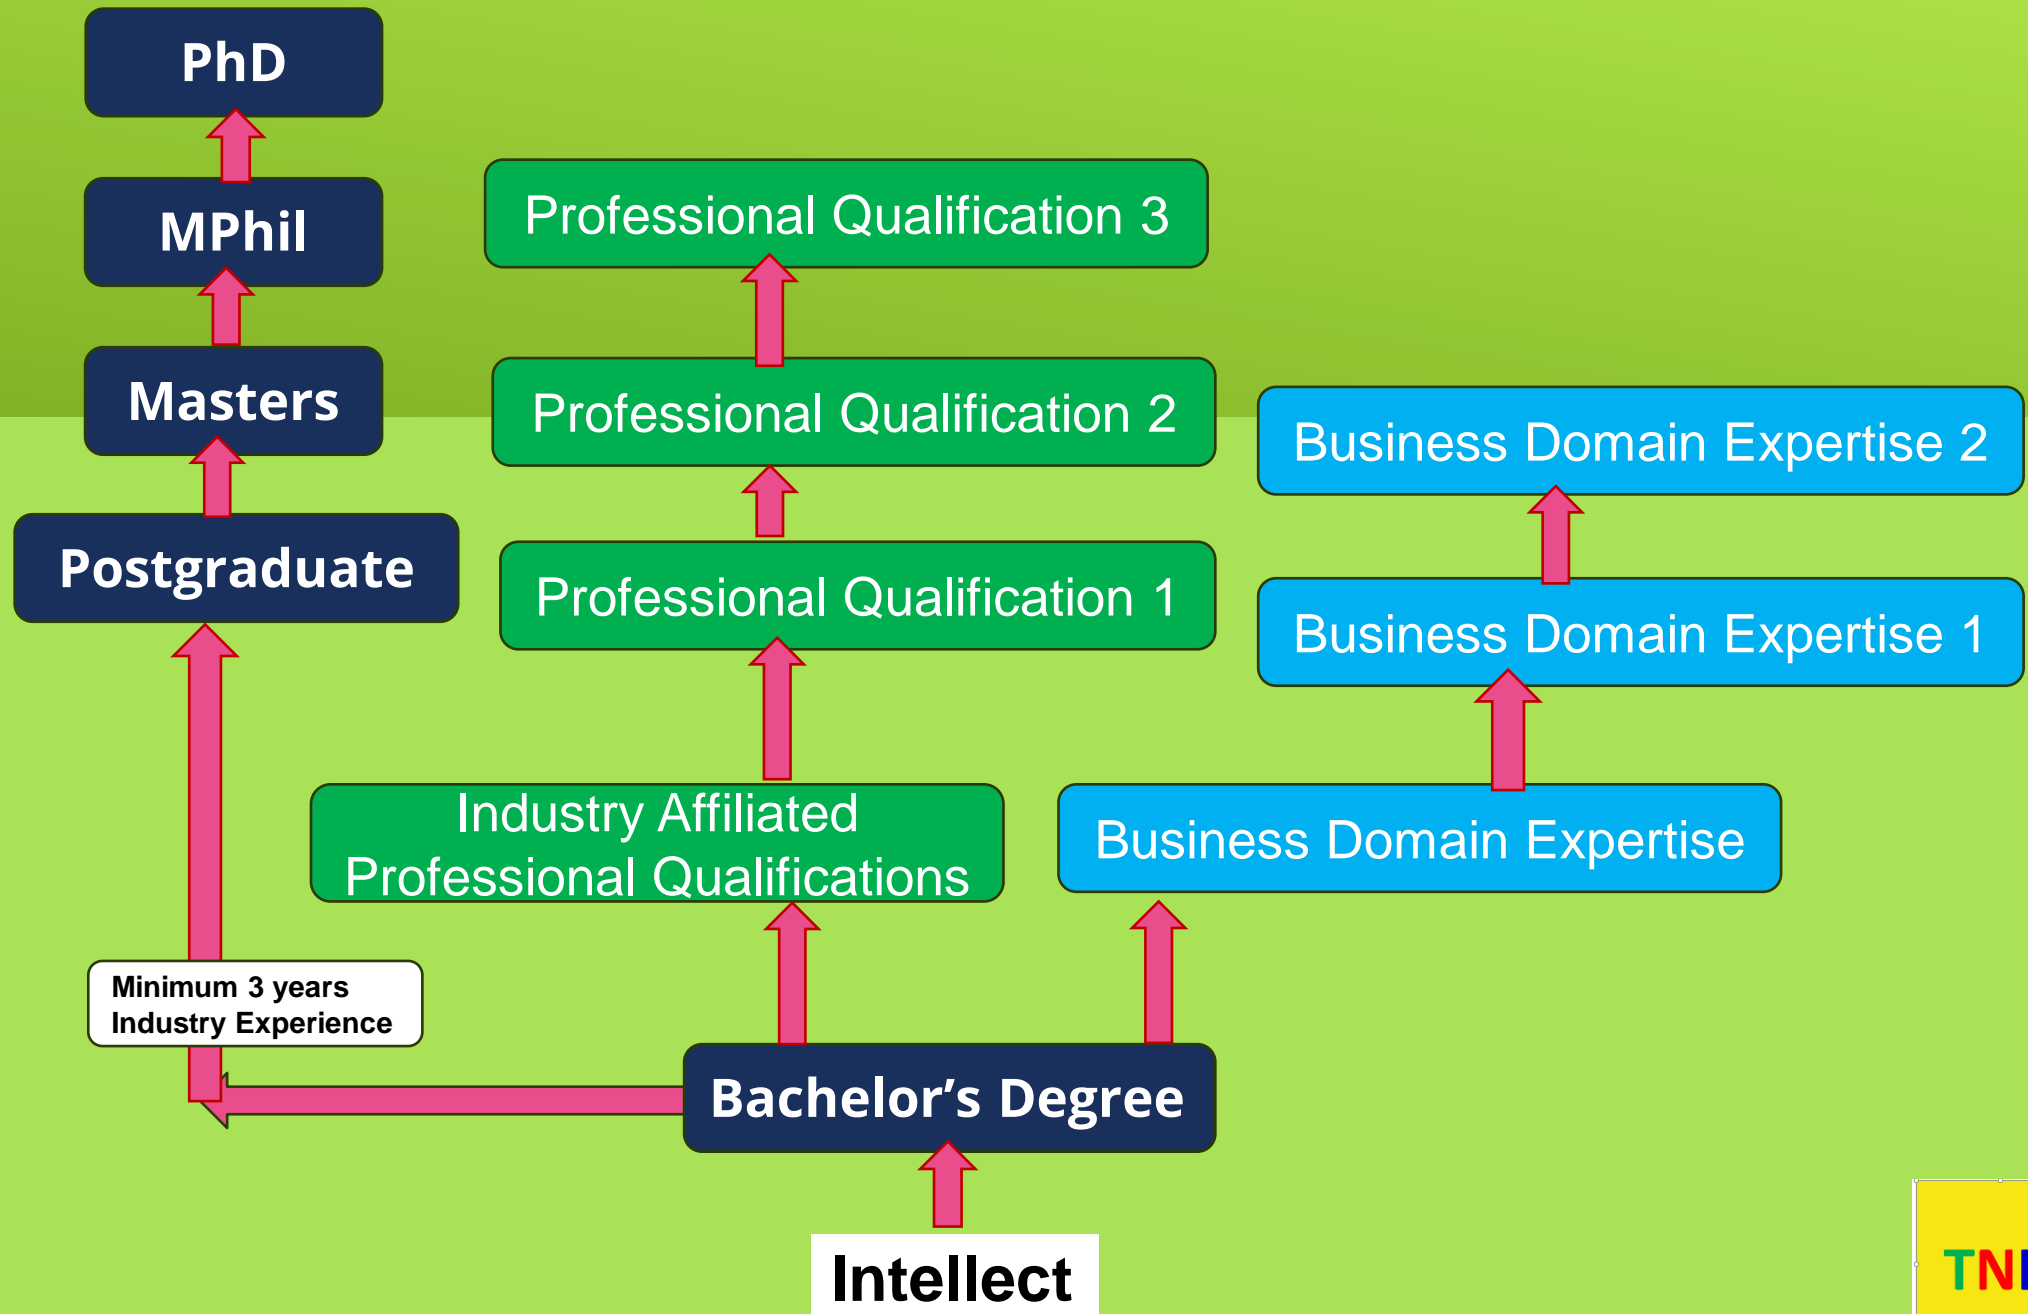 PhD
MPhil
Professional Qualification 3
Masters
Professional Qualification 2
Business Domain Expertise 2
Postgraduate
Professional Qualification 1
Business Domain Expertise 1
Industry Affiliated
Professional Qualifications
Business Domain Expertise
Minimum 3 years
Industry Experience
Bachelor’s Degree
Intellect